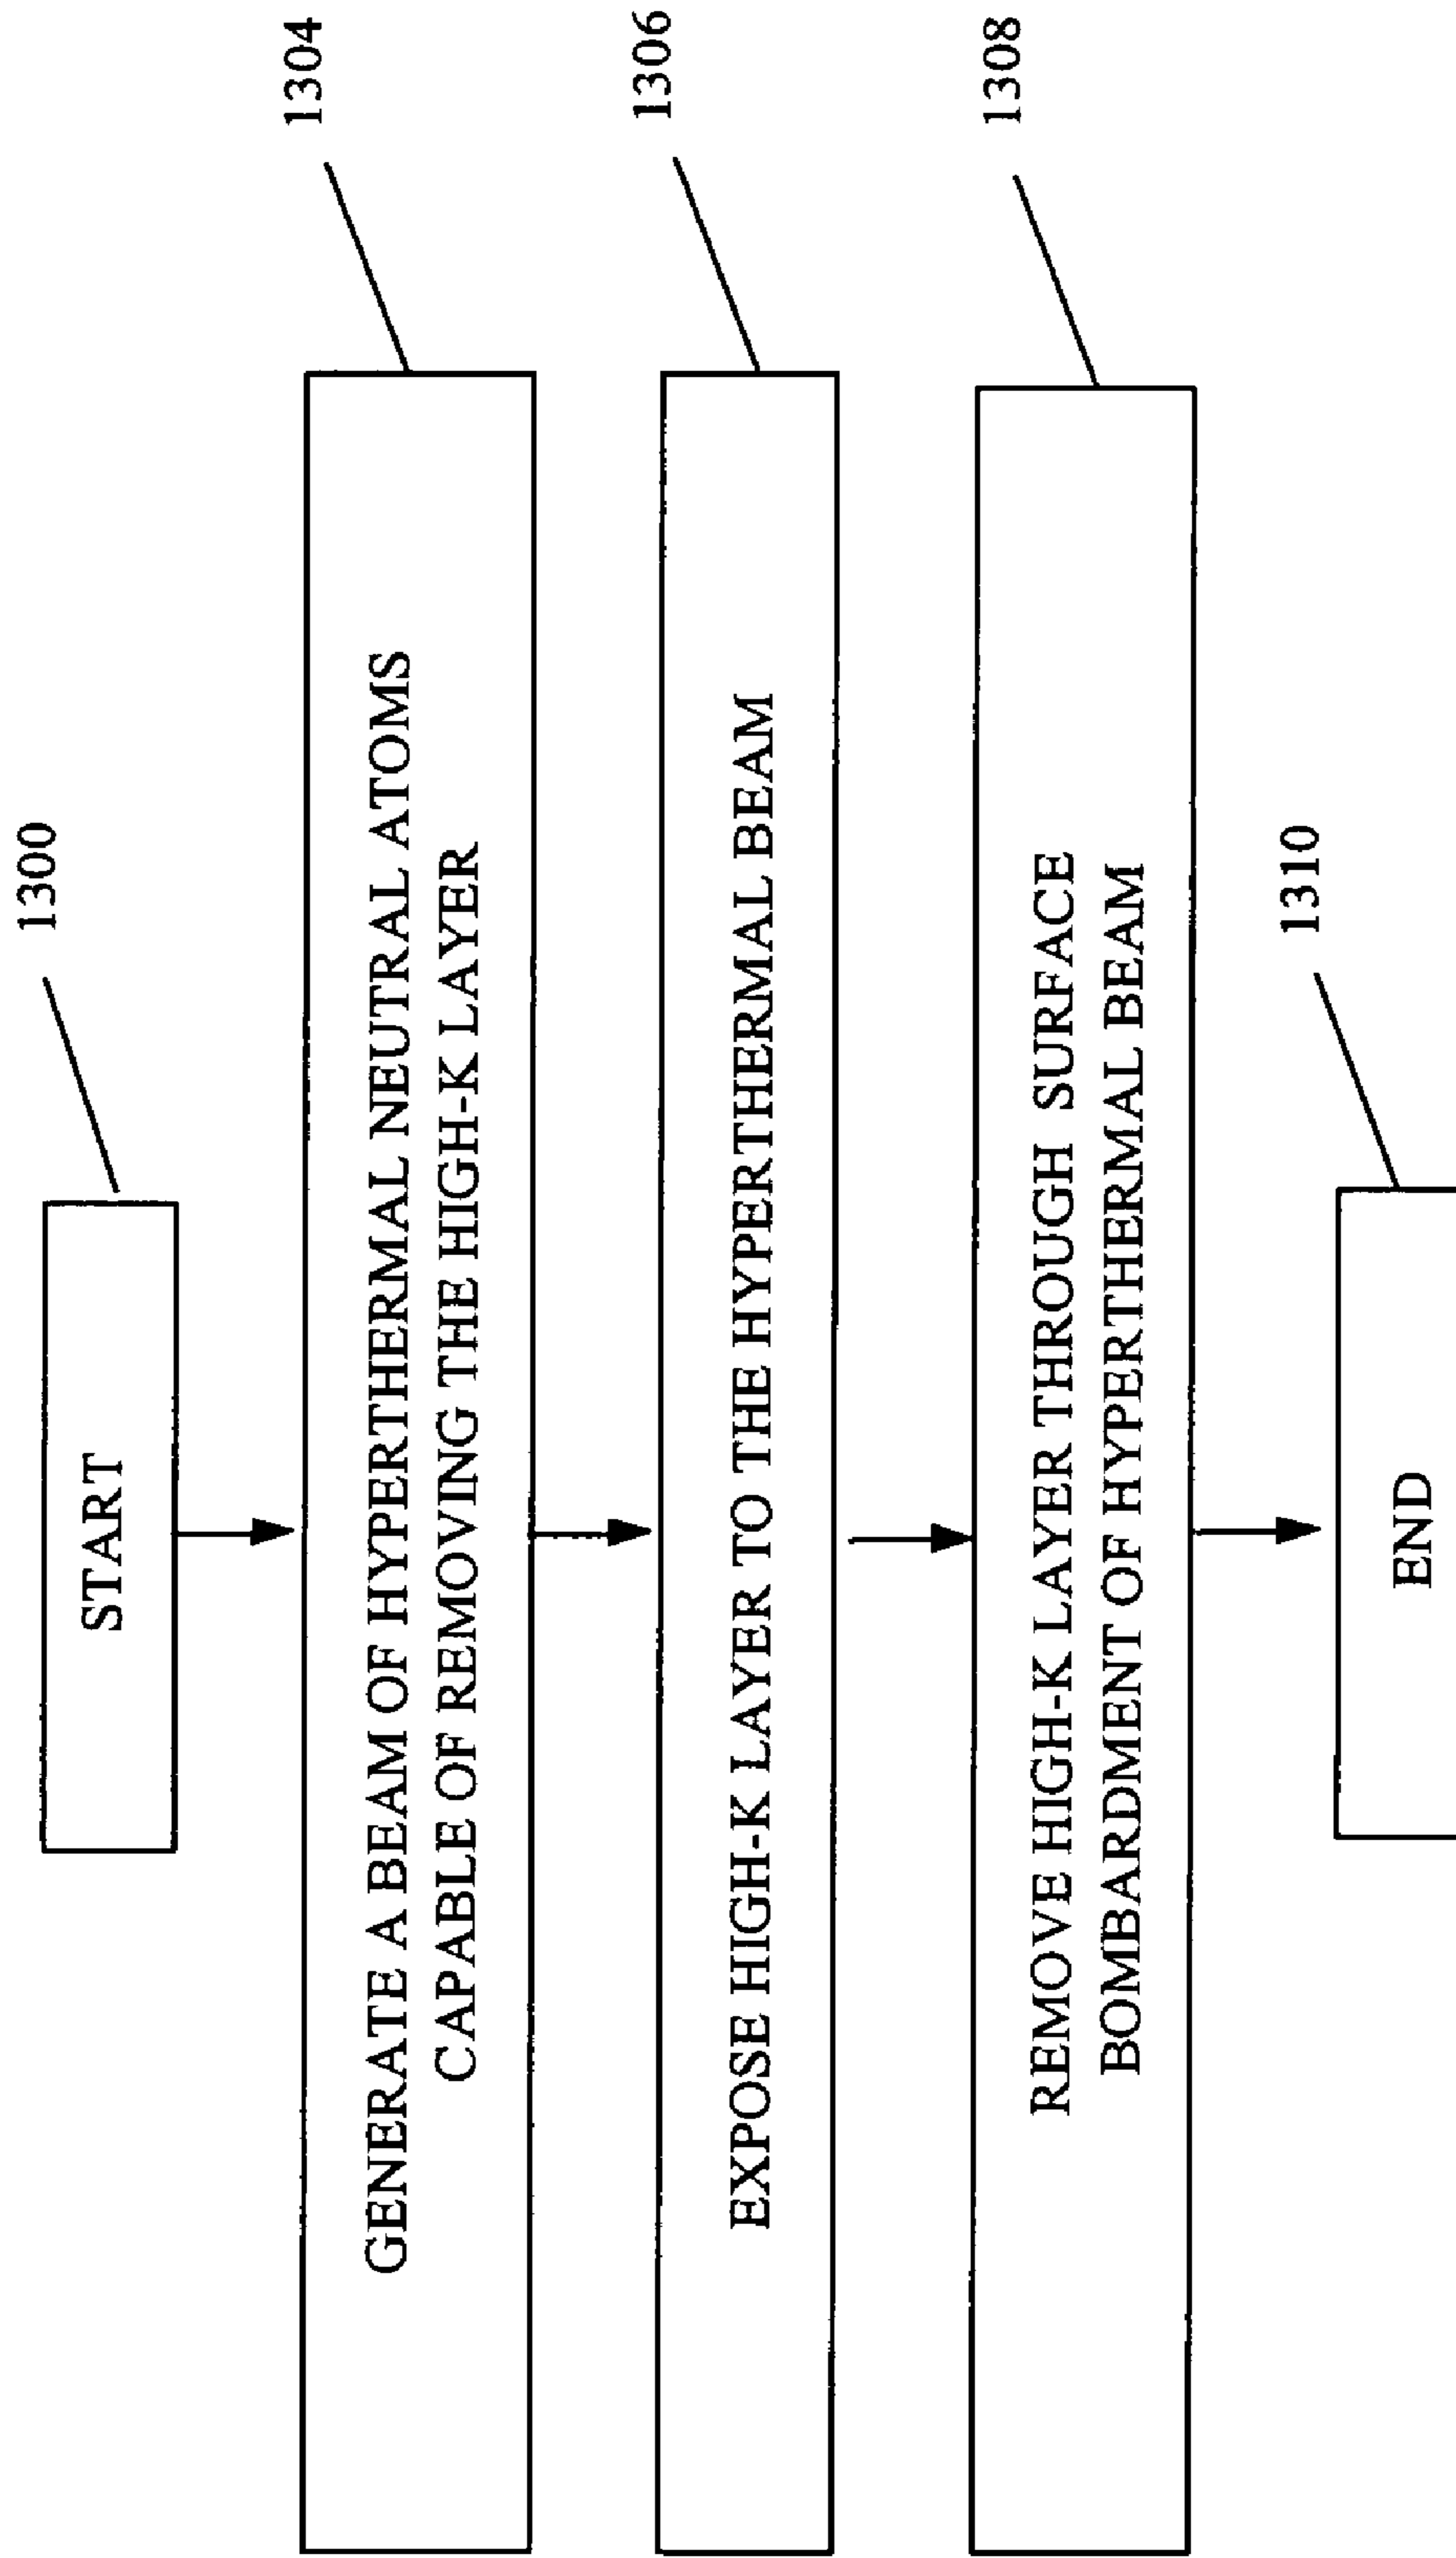 1300
START
1304
GENERATE A BEAM OF HYPERTHERMAL NEUTRAL ATOMS
CAPABLE OF REMOVING THE HIGH-K LAYER
1306
EXPOSE HIGH-K LAYER TO THE HYPERTHERMAL BEAM
1308
REMOVE HIGH-K LAYER THROUGH SURFACE
BOMBARDMENT OF HYPERTHERMAL BEAM
1310
END